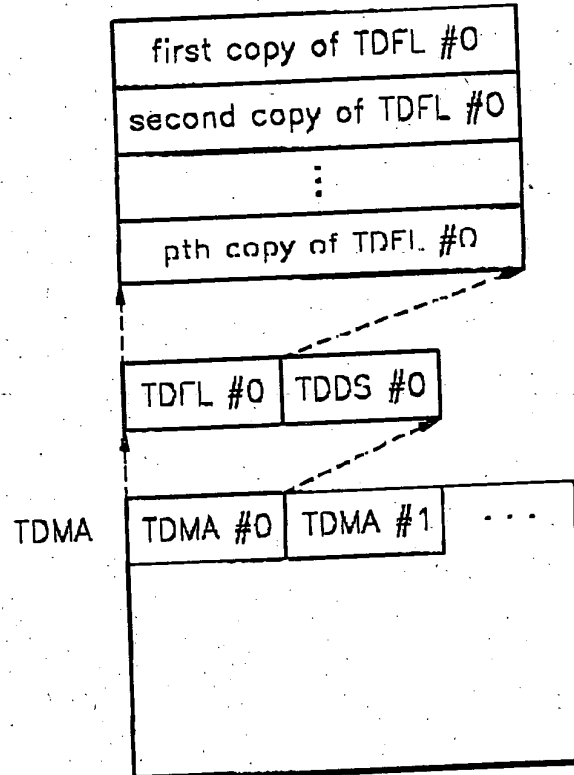 first copy of TDFL #0
second copy of TDFL #0
⋮
pth copy of TDFL #0
TDFL #0 TDDS #0
TDMA TDMA #0 TDMA #1 ...